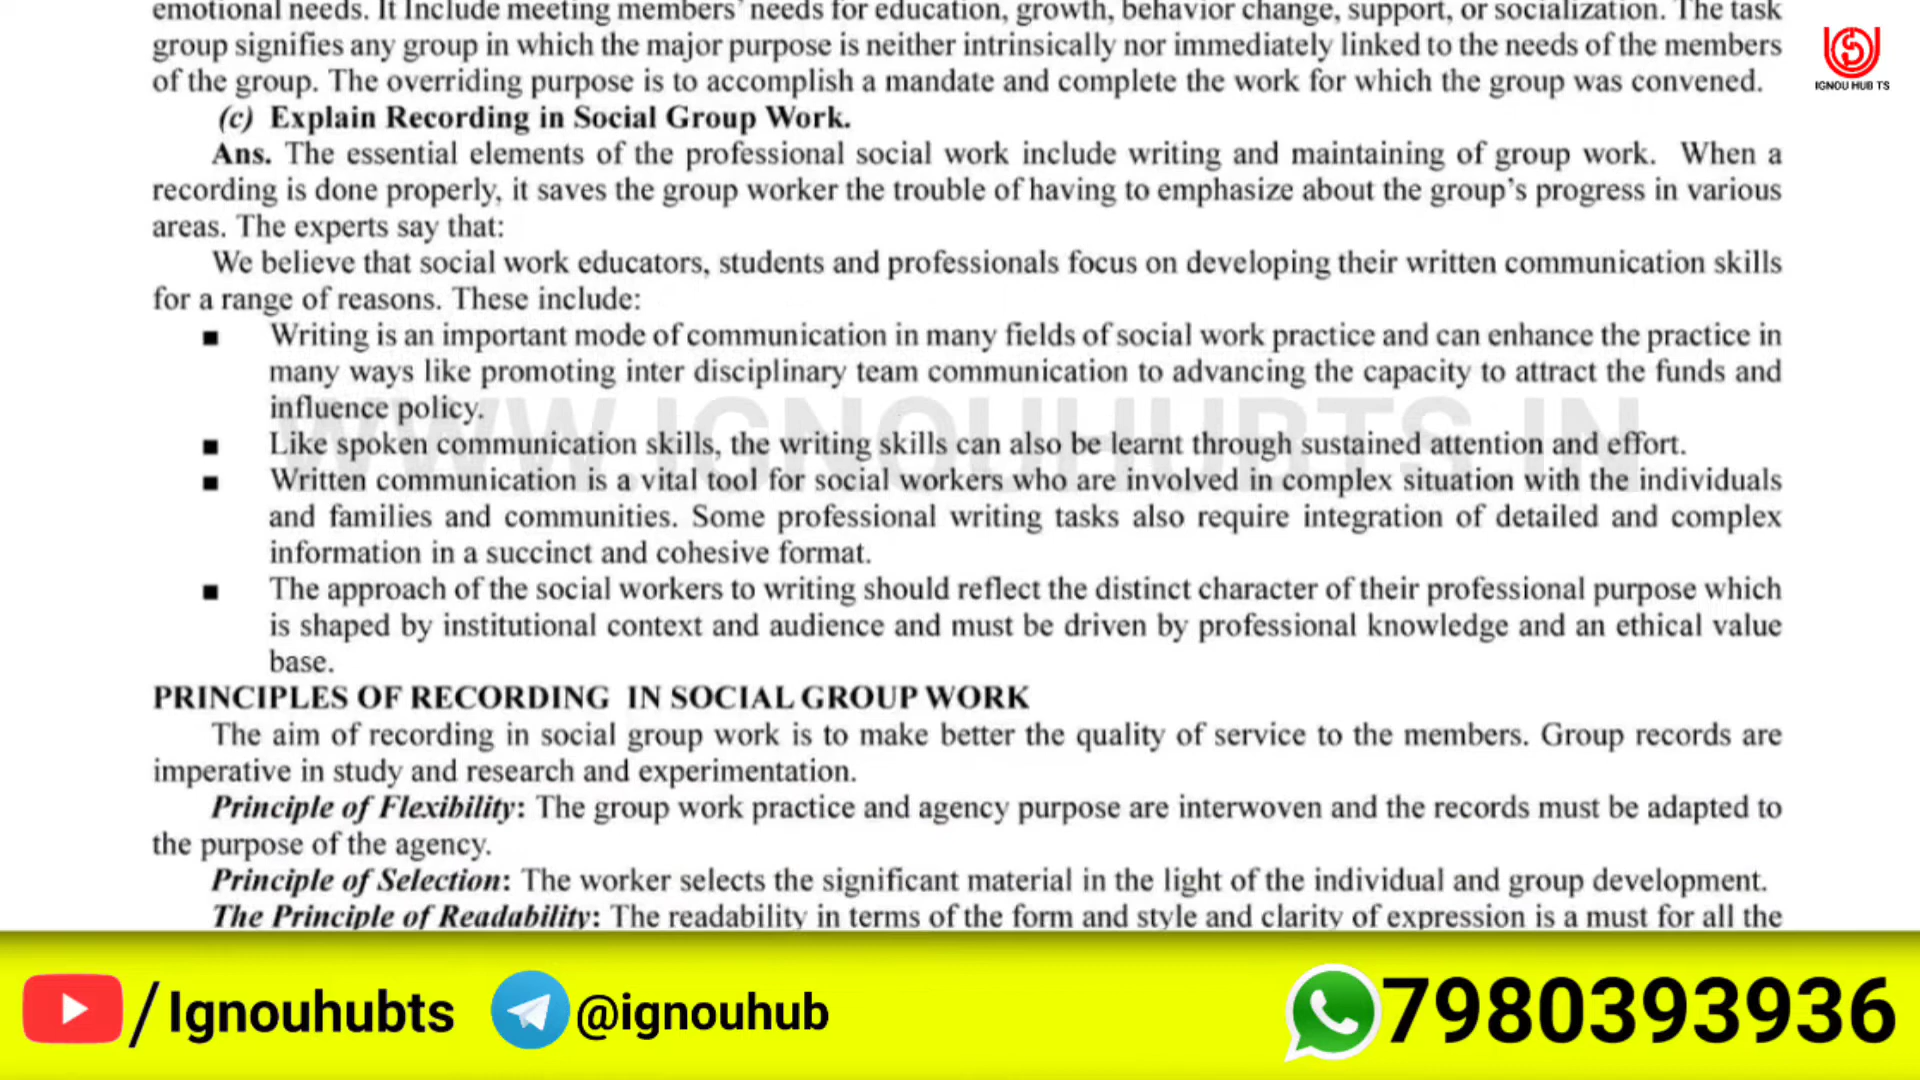 emotional needs. It Include meeting members' needs for education, growth, behavior change, support, or socialization. The task
group signifies any group in which the major purpose is neither intrinsically nor immediately linked to the needs of the members
of the group. The overriding purpose is to accomplish a mandate and complete the work for which the group was convened.
IGNOU HUB TS
(c) Explain Recording in Social Group Work.
Ans. The essential elements of the professional social work include writing and maintaining of group work. When a
recording is done properly, it saves the group worker the trouble of having to emphasize about the group's progress in various
areas. The experts say that:
We believe that social work educators, students and professionals focus on developing their written communication skills
for a range of reasons. These include:
■ Writing is an important mode of communication in many fields of social work practice and can enhance the practice in
many ways like promoting inter disciplinary team communication to advancing the capacity to attract the funds and
influence policy.
WWW.IGNOUHUBTS.IN
■ Like spoken communication skills, the writing skills can also be learnt through sustained attention and effort.
■ Written communication is a vital tool for social workers who are involved in complex situation with the individuals
and families and communities. Some professional writing tasks also require integration of detailed and complex
information in a succinct and cohesive format.
■ The approach of the social workers to writing should reflect the distinct character of their professional purpose which
is shaped by institutional context and audience and must be driven by professional knowledge and an ethical value
base.
PRINCIPLES OF RECORDING IN SOCIAL GROUP WORK
The aim of recording in social group work is to make better the quality of service to the members. Group records are
imperative in study and research and experimentation.
Principle of Flexibility: The group work practice and agency purpose are interwoven and the records must be adapted to
the purpose of the agency.
Principle of Selection: The worker selects the significant material in the light of the individual and group development.
The Principle of Readability: The readability in terms of the form and style and clarity of expression is a must for all the
/Ignouhubts @ignouhub 7980393936